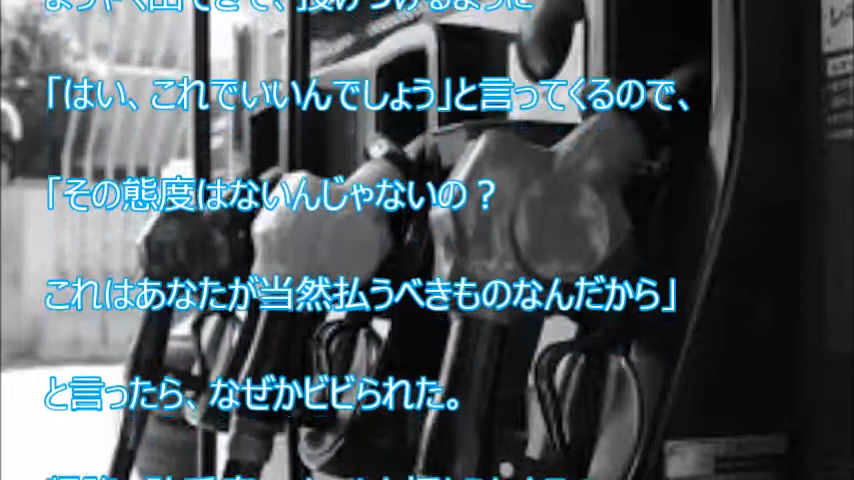 「はい、これでいいんでしょう」と言ってくるので、
「その態度はないんじゃないの？
これはあなたが当然払うべきものなんだから」
と言ったら、なぜかビビられた。